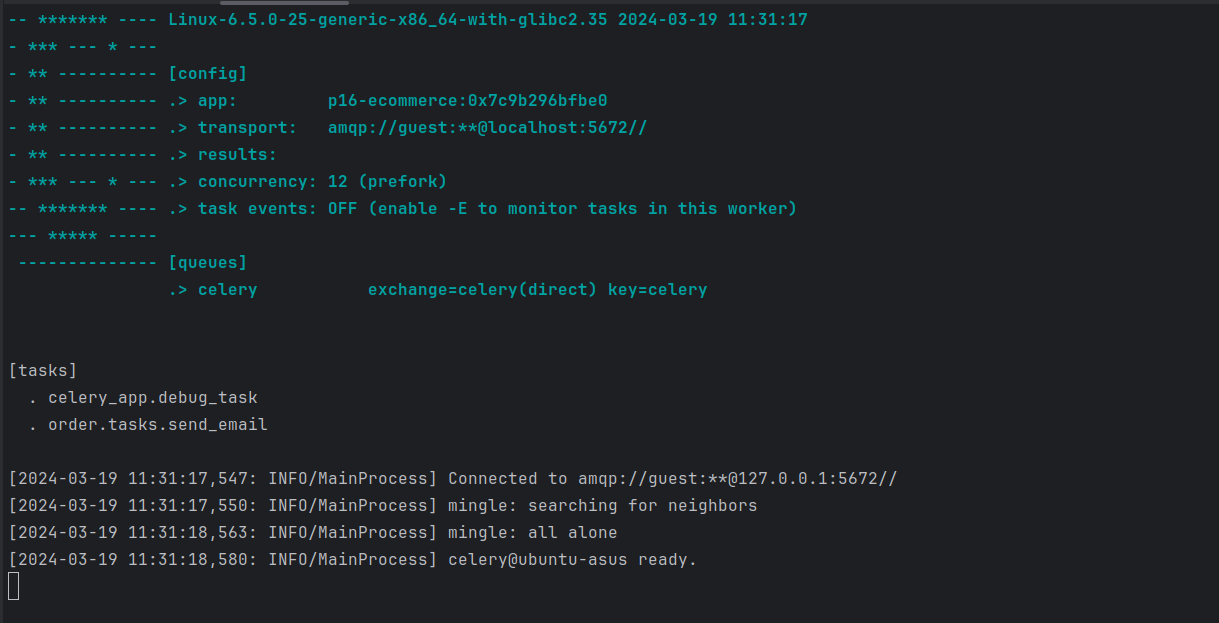 -- ******* ---- Linux-6.5.0-25-generic-x86_64-with-glibc2.35 2024-03-19 11:31:17
- *** --- * ---
- ** ---------- [config]
- ** ---------- .> app:         p16-ecommerce:0x7c9b296bfbe0
- ** ---------- .> transport:   amqp://guest:**@localhost:5672//
- ** ---------- .> results:
- *** --- * --- .> concurrency: 12 (prefork)
-- ******* ---- .> task events: OFF (enable -E to monitor tasks in this worker)
--- ***** -----
 -------------- [queues]
                .> celery           exchange=celery(direct) key=celery
[tasks]
  . celery_app.debug_task
  . order.tasks.send_email
[2024-03-19 11:31:17,547: INFO/MainProcess] Connected to amqp://guest:**@127.0.0.1:5672//
[2024-03-19 11:31:17,550: INFO/MainProcess] mingle: searching for neighbors
[2024-03-19 11:31:18,563: INFO/MainProcess] mingle: all alone
[2024-03-19 11:31:18,580: INFO/MainProcess] celery@ubuntu-asus ready.